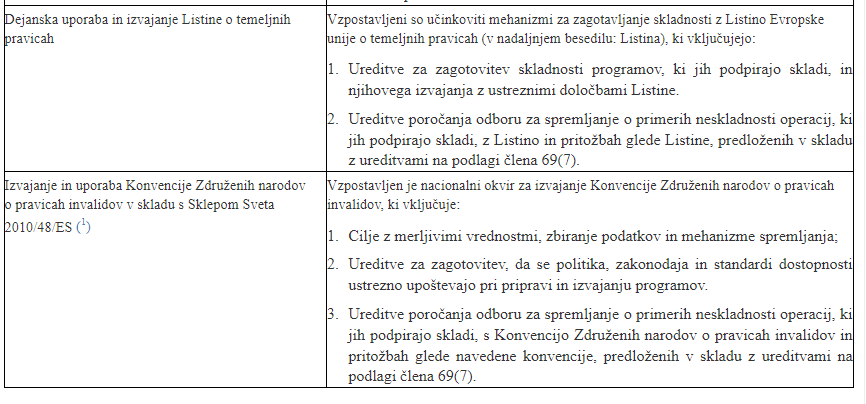 Dejanska uporaba in izvajanje Listine o temeljnih
pravicah
Vzpostavljeni so učinkoviti mehanizmi za zagotavljanje skladnosti z Listino Evropske
unije o temeljnih pravicah (v nadaljnjem besedilu: Listina), ki vključujejo:
1. Ureditve za zagotovitev skladnosti programov, ki jih podpirajo skladi, in
njihovega izvajanja z ustreznimi določbami Listine.
2. Ureditve poročanja odboru za spremljanje o primerih neskladnosti operacij, ki
jih podpirajo skladi, z Listino in pritožbah glede Listine, predloženih v skladu
z ureditvami na podlagi člena 69(7).
Izvajanje in uporaba Konvencije Združenih narodov
o pravicah invalidov v skladu s Sklepom Sveta
2010/48/ES (1)
Vzpostavljen je nacionalni okvir za izvajanje Konvencije Združenih narodov o pravicah
invalidov, ki vključuje:
1. Cilje z merljivimi vrednostmi, zbiranje podatkov in mehanizme spremljanja;
2. Ureditve za zagotovitev, da se politika, zakonodaja in standardi dostopnosti
ustrezno upoštevajo pri pripravi in izvajanju programov.
3. Ureditve poročanja odboru za spremljanje o primerih neskladnosti operacij, ki
jih podpirajo skladi, s Konvencijo Združenih narodov o pravicah invalidov in
pritožbah glede navedene konvencije, predloženih v skladu z ureditvami na
podlagi člena 69(7).